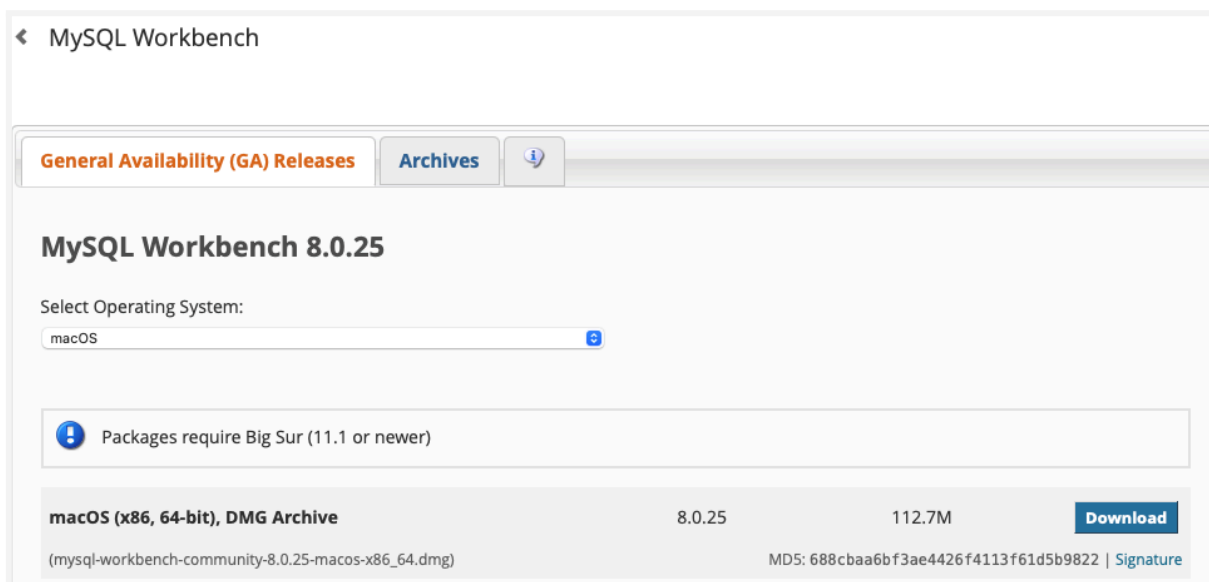 MySQL Workbench
General Availability (GA) Releases Archives
MySQL Workbench 8.0.25
Select Operating System:
macOS
Packages require Big Sur (11.1 or newer)
macOS (x86, 64-bit), DMG Archive 8.0.25 112.7M Download
(mysql-workbench-community-8.0.25-macos-x86_64.dmg) MD5: 688cbaa6bf3ae4426f4113f61d5b9822 | Signature